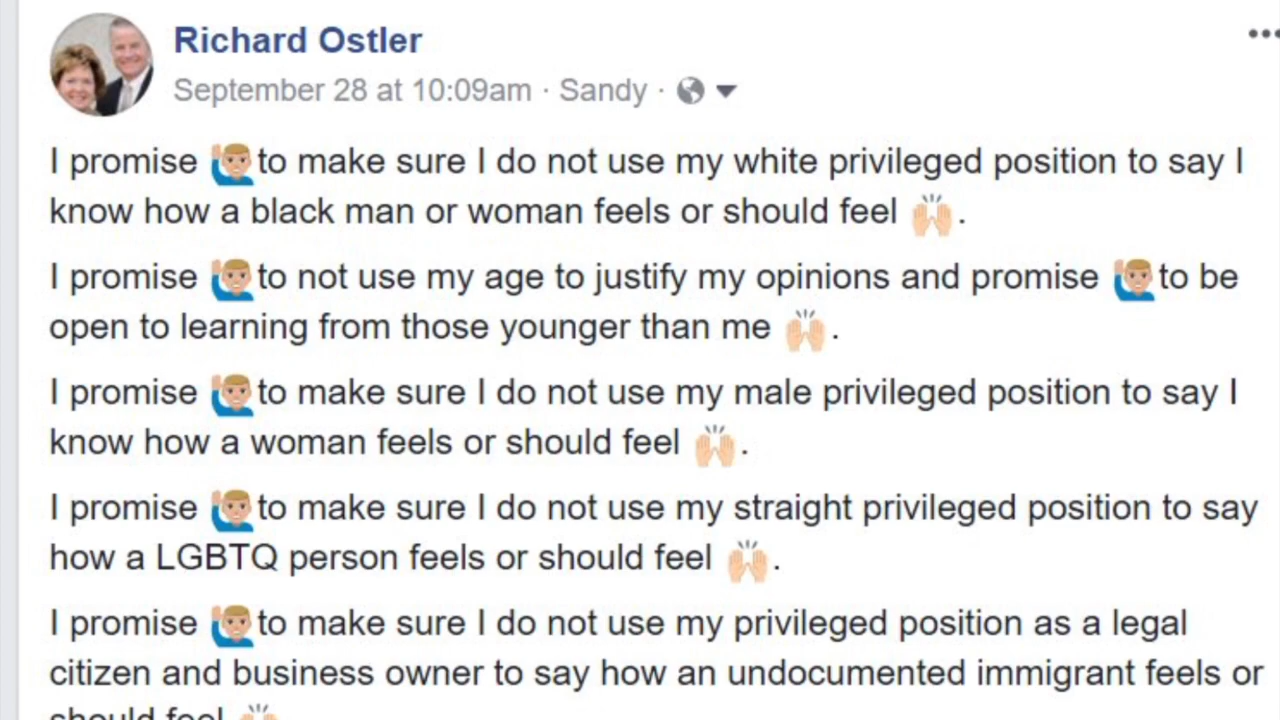 Richard Ostler
September 28 at 10:09am · Sandy ·
I promise 🙋🏼‍♂️to make sure I do not use my white privileged position to say I
know how a black man or woman feels or should feel 🙌🏻.
I promise 🙋🏼‍♂️to not use my age to justify my opinions and promise 🙋🏼‍♂️to be
open to learning from those younger than me 🙌🏻.
I promise 🙋🏼‍♂️to make sure I do not use my male privileged position to say I
know how a woman feels or should feel 🙌🏻.
I promise 🙋🏼‍♂️to make sure I do not use my straight privileged position to say
how a LGBTQ person feels or should feel 🙌🏻.
I promise 🙋🏼‍♂️to make sure I do not use my privileged position as a legal
citizen and business owner to say how an undocumented immigrant feels or
should feel 🙌🏻